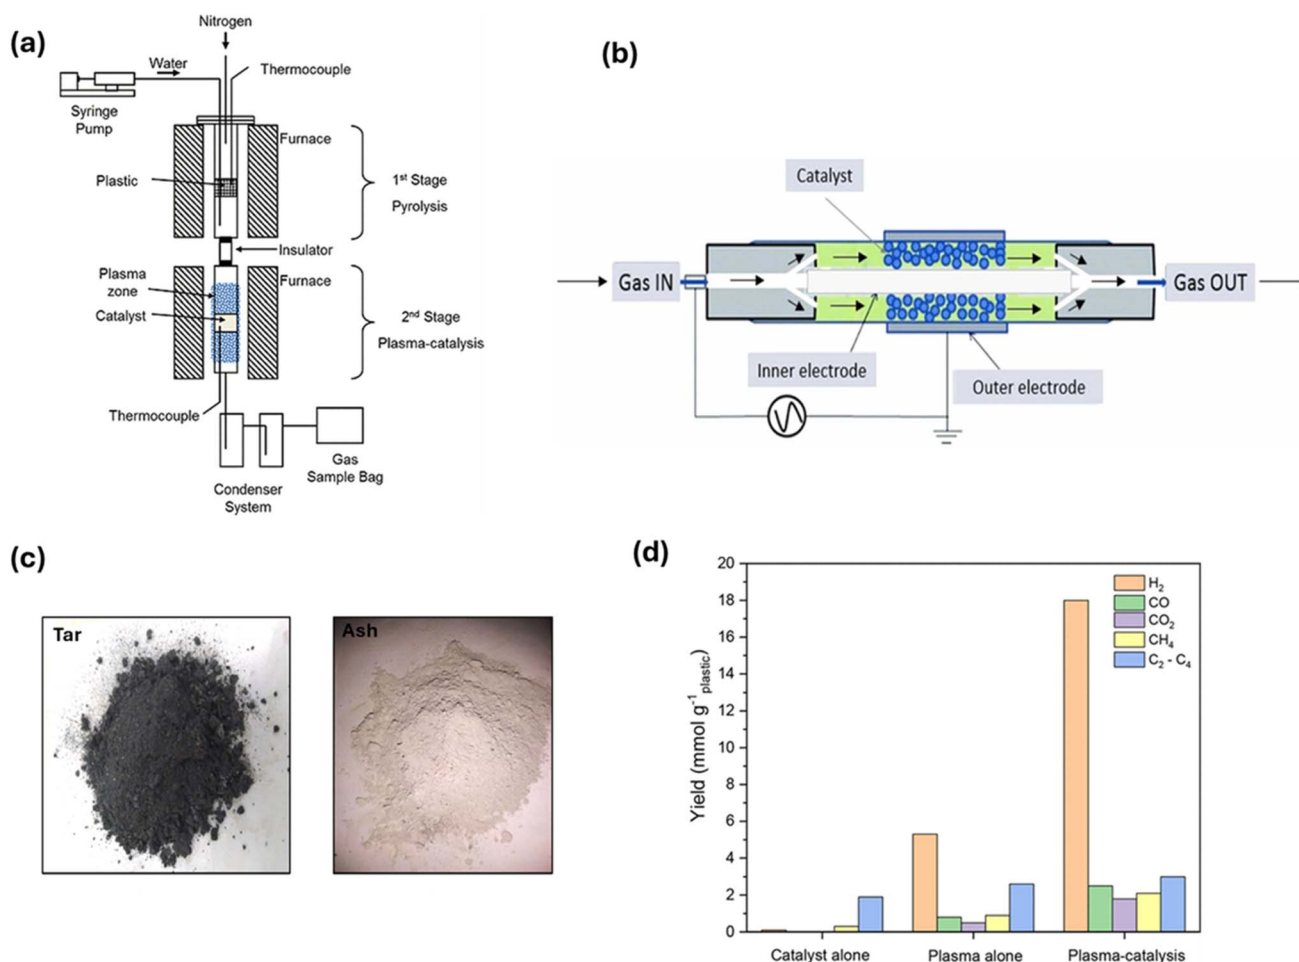 (a)
Nitrogen
Water
Thermocouple
Syringe
Pump
Furnace
Plastic
1st Stage
Pyrolysis
Insulator
Plasma
zone
Furnace
Catalyst
2nd Stage
Plasma-catalysis
Thermocouple
Gas
Sample Bag
Condenser
System
(b)
Catalyst
Gas IN
Gas OUT
Inner electrode
Outer electrode
(c)
Tar
Ash
(d)
Yield (mmol g-1plastic)
20
18
16
14
12
10
8
6
4
2
0
H2
CO
CO2
CH4
C2 - C4
Catalyst alone
Plasma alone
Plasma-catalysis